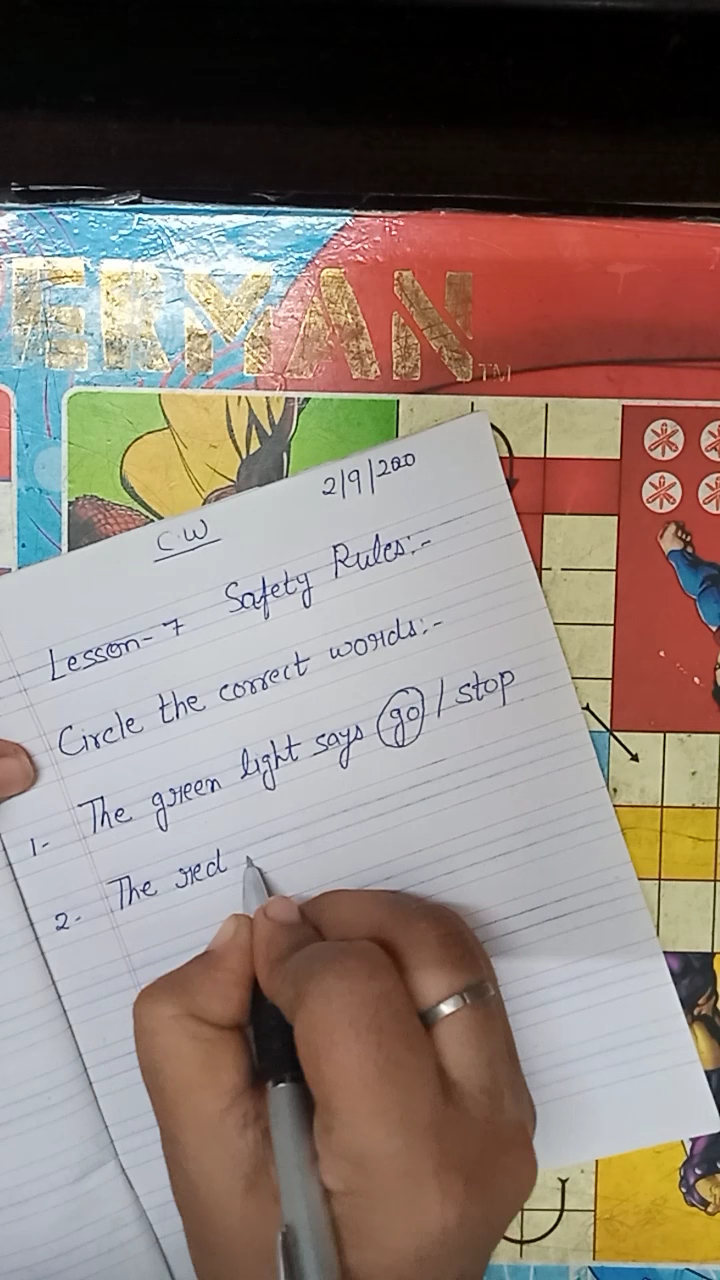 ERMAN TM
2/9/2020
C.W
Lesson-7 Safety Rules:-
Circle the correct words:-
1- The green light says go / stop
2- The red